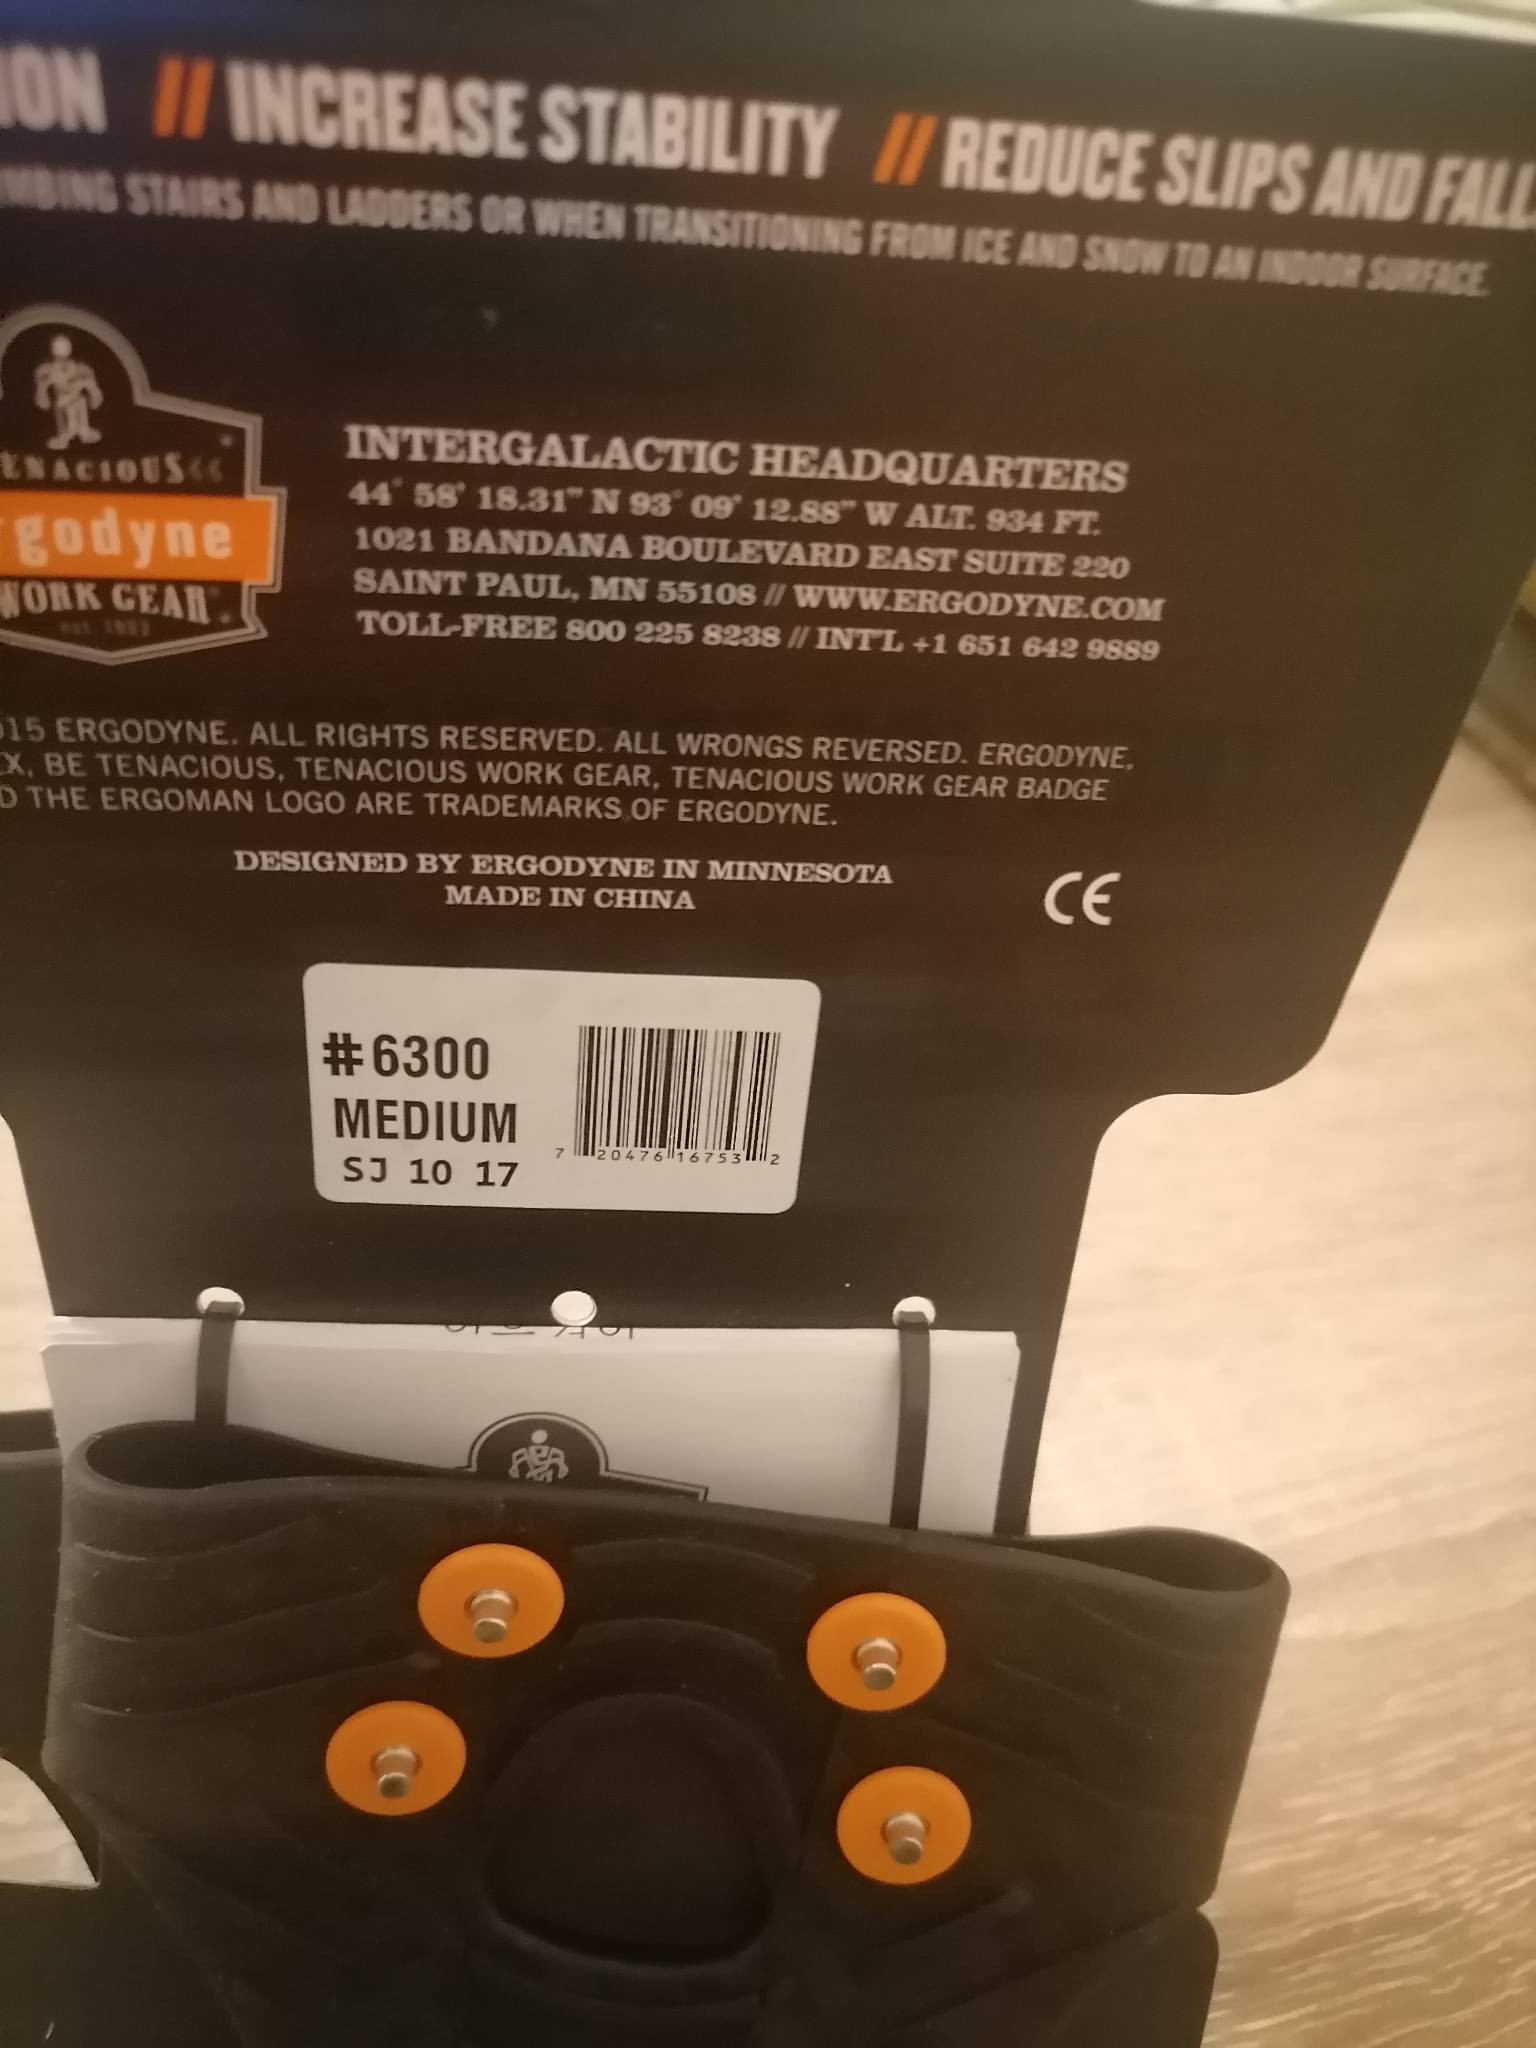 ION // INCREASE STABILITY // REDUCE SLIPS AND FALL
MBING STAIRS AND LADDERS OR WHEN TRANSITIONING FROM ICE AND SNOW TO AN INDOOR SURFACE.
ENACIOUS
rgodyne
WORK GEAR
INTERGALACTIC HEADQUARTERS
44° 58' 18.31" N 93° 09' 12.88" W ALT. 934 FT.
1021 BANDANA BOULEVARD EAST SUITE 220
SAINT PAUL, MN 55108 // WWW.ERGODYNE.COM
TOLL-FREE 800 225 8238 // INT'L +1 651 642 9889
015 ERGODYNE. ALL RIGHTS RESERVED. ALL WRONGS REVERSED. ERGODYNE,
EX, BE TENACIOUS, TENACIOUS WORK GEAR, TENACIOUS WORK GEAR BADGE
D THE ERGOMAN LOGO ARE TRADEMARKS OF ERGODYNE.
DESIGNED BY ERGODYNE IN MINNESOTA
MADE IN CHINA
CE
#6300
MEDIUM
SJ 10 17
7 20476 16753 2